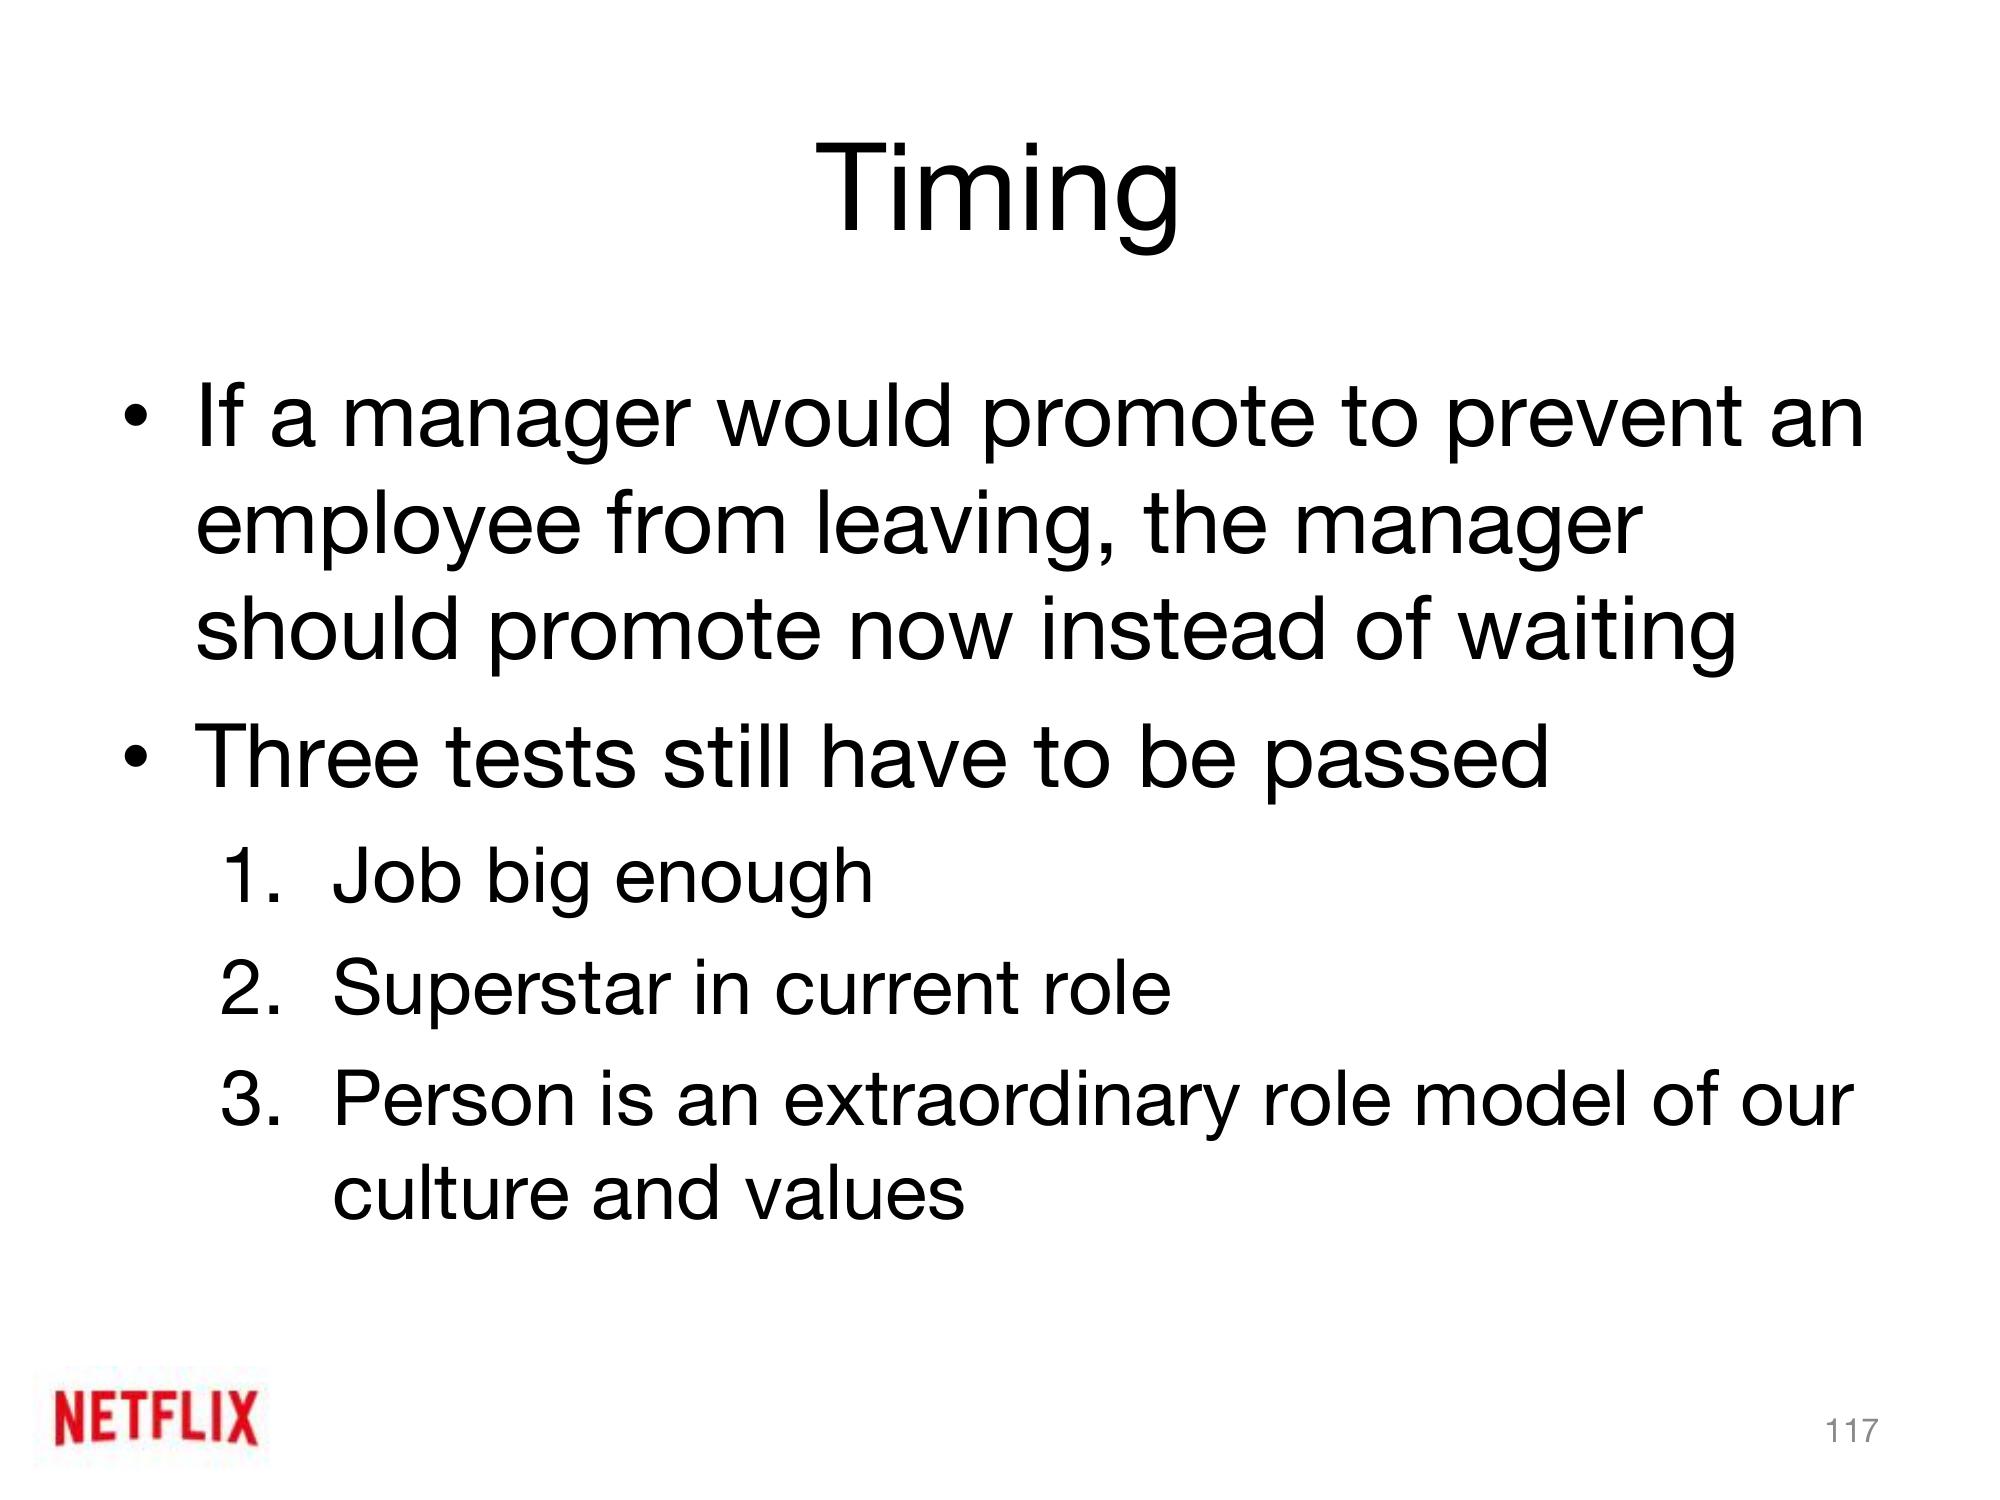 Timing
• If a manager would promote to prevent an
employee from leaving, the manager
should promote now instead of waiting
• Three tests still have to be passed
1. Job big enough
2. Superstar in current role
3. Person is an extraordinary role model of our
culture and values
NETFLIX
117